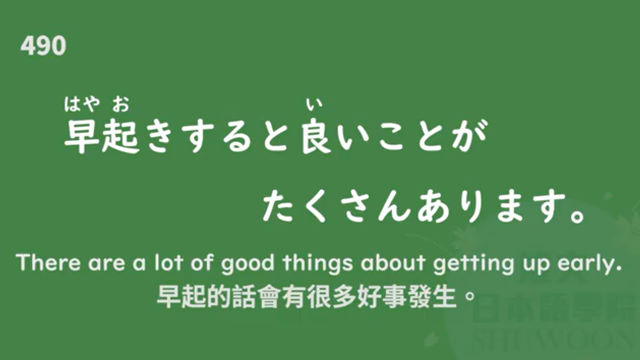 490
はや お い
早起きすると良いことが
たくさんあります。
There are a lot of good things about getting up early.
早起的話會有很多好事發生。
日本語學院
SHUWOON